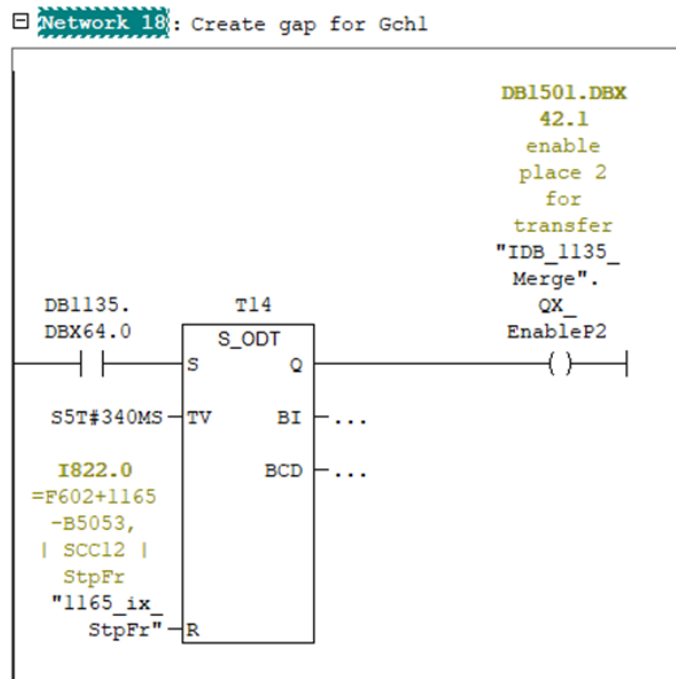 Network 18: Create gap for Gchl
DB1501.DBX
42.1
enable
place 2
for
transfer
"IDB_1135_
Merge".
QX_
EnableP2
DB1135.
DBX64.0
T14
S_ODT
S
Q
S5T#340MS
TV
BI
...
I822.0
=F602+1165
-B5053,
| SCC12 |
StpFr
"1165_ix_
StpFr"
BCD
...
R